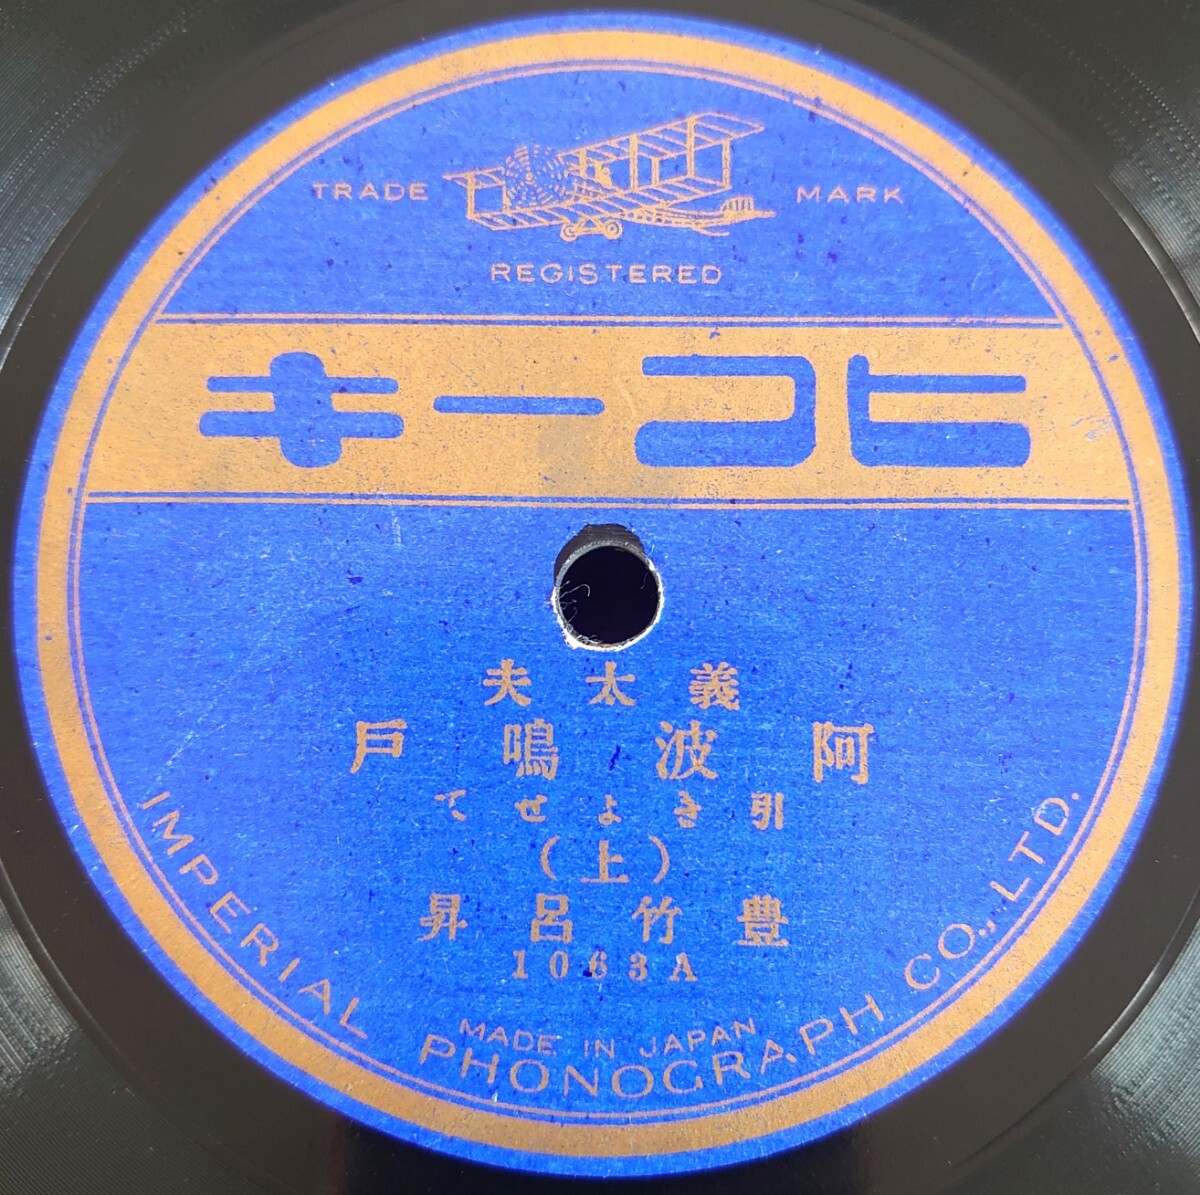 TRADE MARK
REGISTERED
ヒコーキ
義太夫
阿波鳴戸
引きよせて
(上)
豊竹呂昇
1063A
MADE IN JAPAN
IMPERIAL PHONOGRAPH CO., LTD.